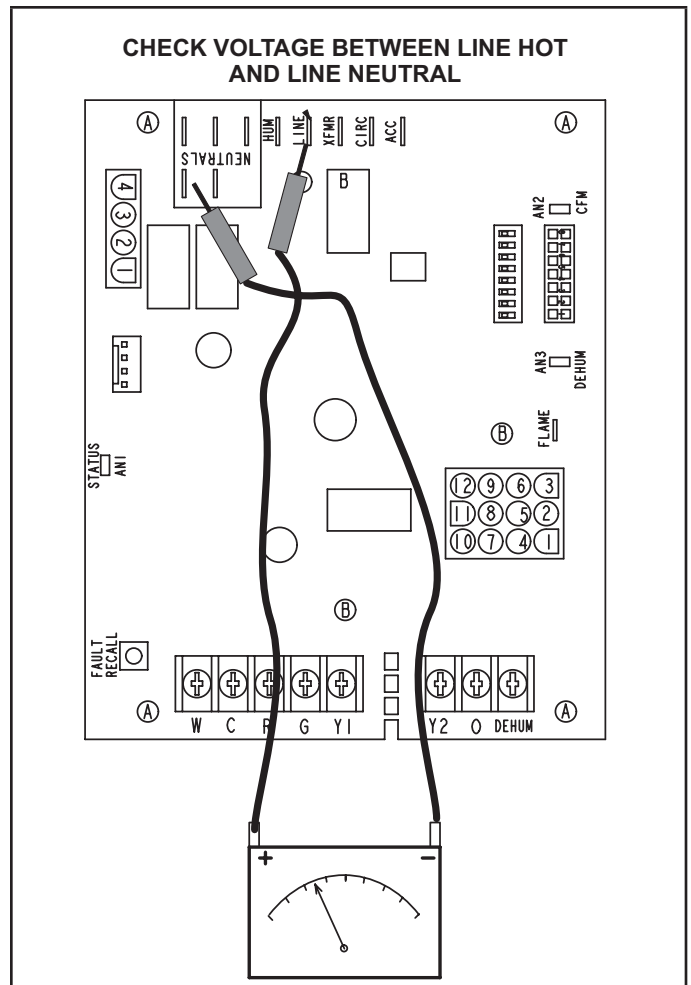 CHECK VOLTAGE BETWEEN LINE HOT
AND LINE NEUTRAL
A
NEUTRALS
HUM
LINE
XFMR
CIRC
ACC
A
4
3
2
1
B
AN2
CFM
AN3
DEHUM
STATUS
AN1
B
FLAME
12 9 6 3
11 8 5 2
10 7 4 1
B
FAULT
RECALL
A
W C R G Y1
Y2 O DEHUM
A
+ −